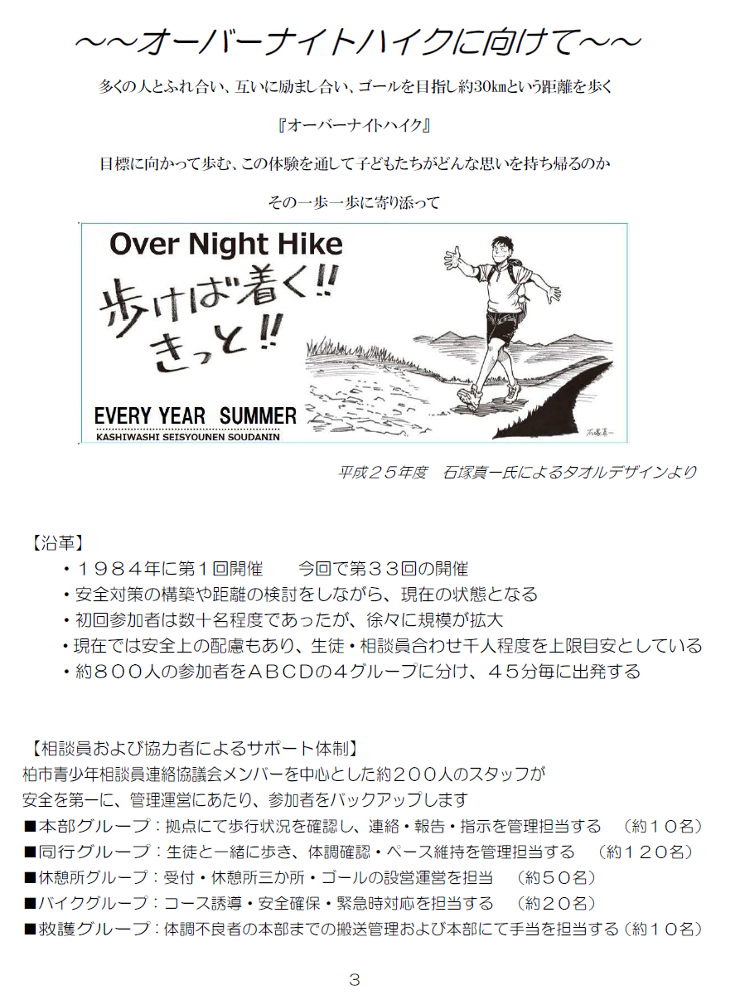 ～～オーバーナイトハイクに向けて～～
多くの人とふれ合い、互いに励まし合い、ゴールを目指し約30㎞という距離を歩く
『オーバーナイトハイク』
目標に向かって歩む、この体験を通して子どもたちがどんな思いを持ち帰るのか
その一歩一歩に寄り添って
Over Night Hike
歩けば着く!!
きっと!!
EVERY YEAR SUMMER
KASHIWASHI SEISYOUNEN SOUDANIN
石塚真一
平成２５年度　石塚真一氏によるタオルデザインより
【沿革】
・１９８４年に第１回開催　　今回で第３３回の開催
・安全対策の構築や距離の検討をしながら、現在の状態となる
・初回参加者は数十名程度であったが、徐々に規模が拡大
・現在では安全上の配慮もあり、生徒・相談員合わせ千人程度を上限目安としている
・約８００人の参加者をＡＢＣＤの４グループに分け、４５分毎に出発する
【相談員および協力者によるサポート体制】
柏市青少年相談員連絡協議会メンバーを中心とした約２００人のスタッフが
安全を第一に、管理運営にあたり、参加者をバックアップします
■本部グループ：拠点にて歩行状況を確認し、連絡・報告・指示を管理担当する　（約１０名）
■同行グループ：生徒と一緒に歩き、体調確認・ペース維持を管理担当する　（約１２０名）
■休憩所グループ：受付・休憩所三か所・ゴールの設営運営を担当　（約５０名）
■バイクグループ：コース誘導・安全確保・緊急時対応を担当する　（約２０名）
■救護グループ：体調不良者の本部までの搬送管理および本部にて手当を担当する（約１０名）
3